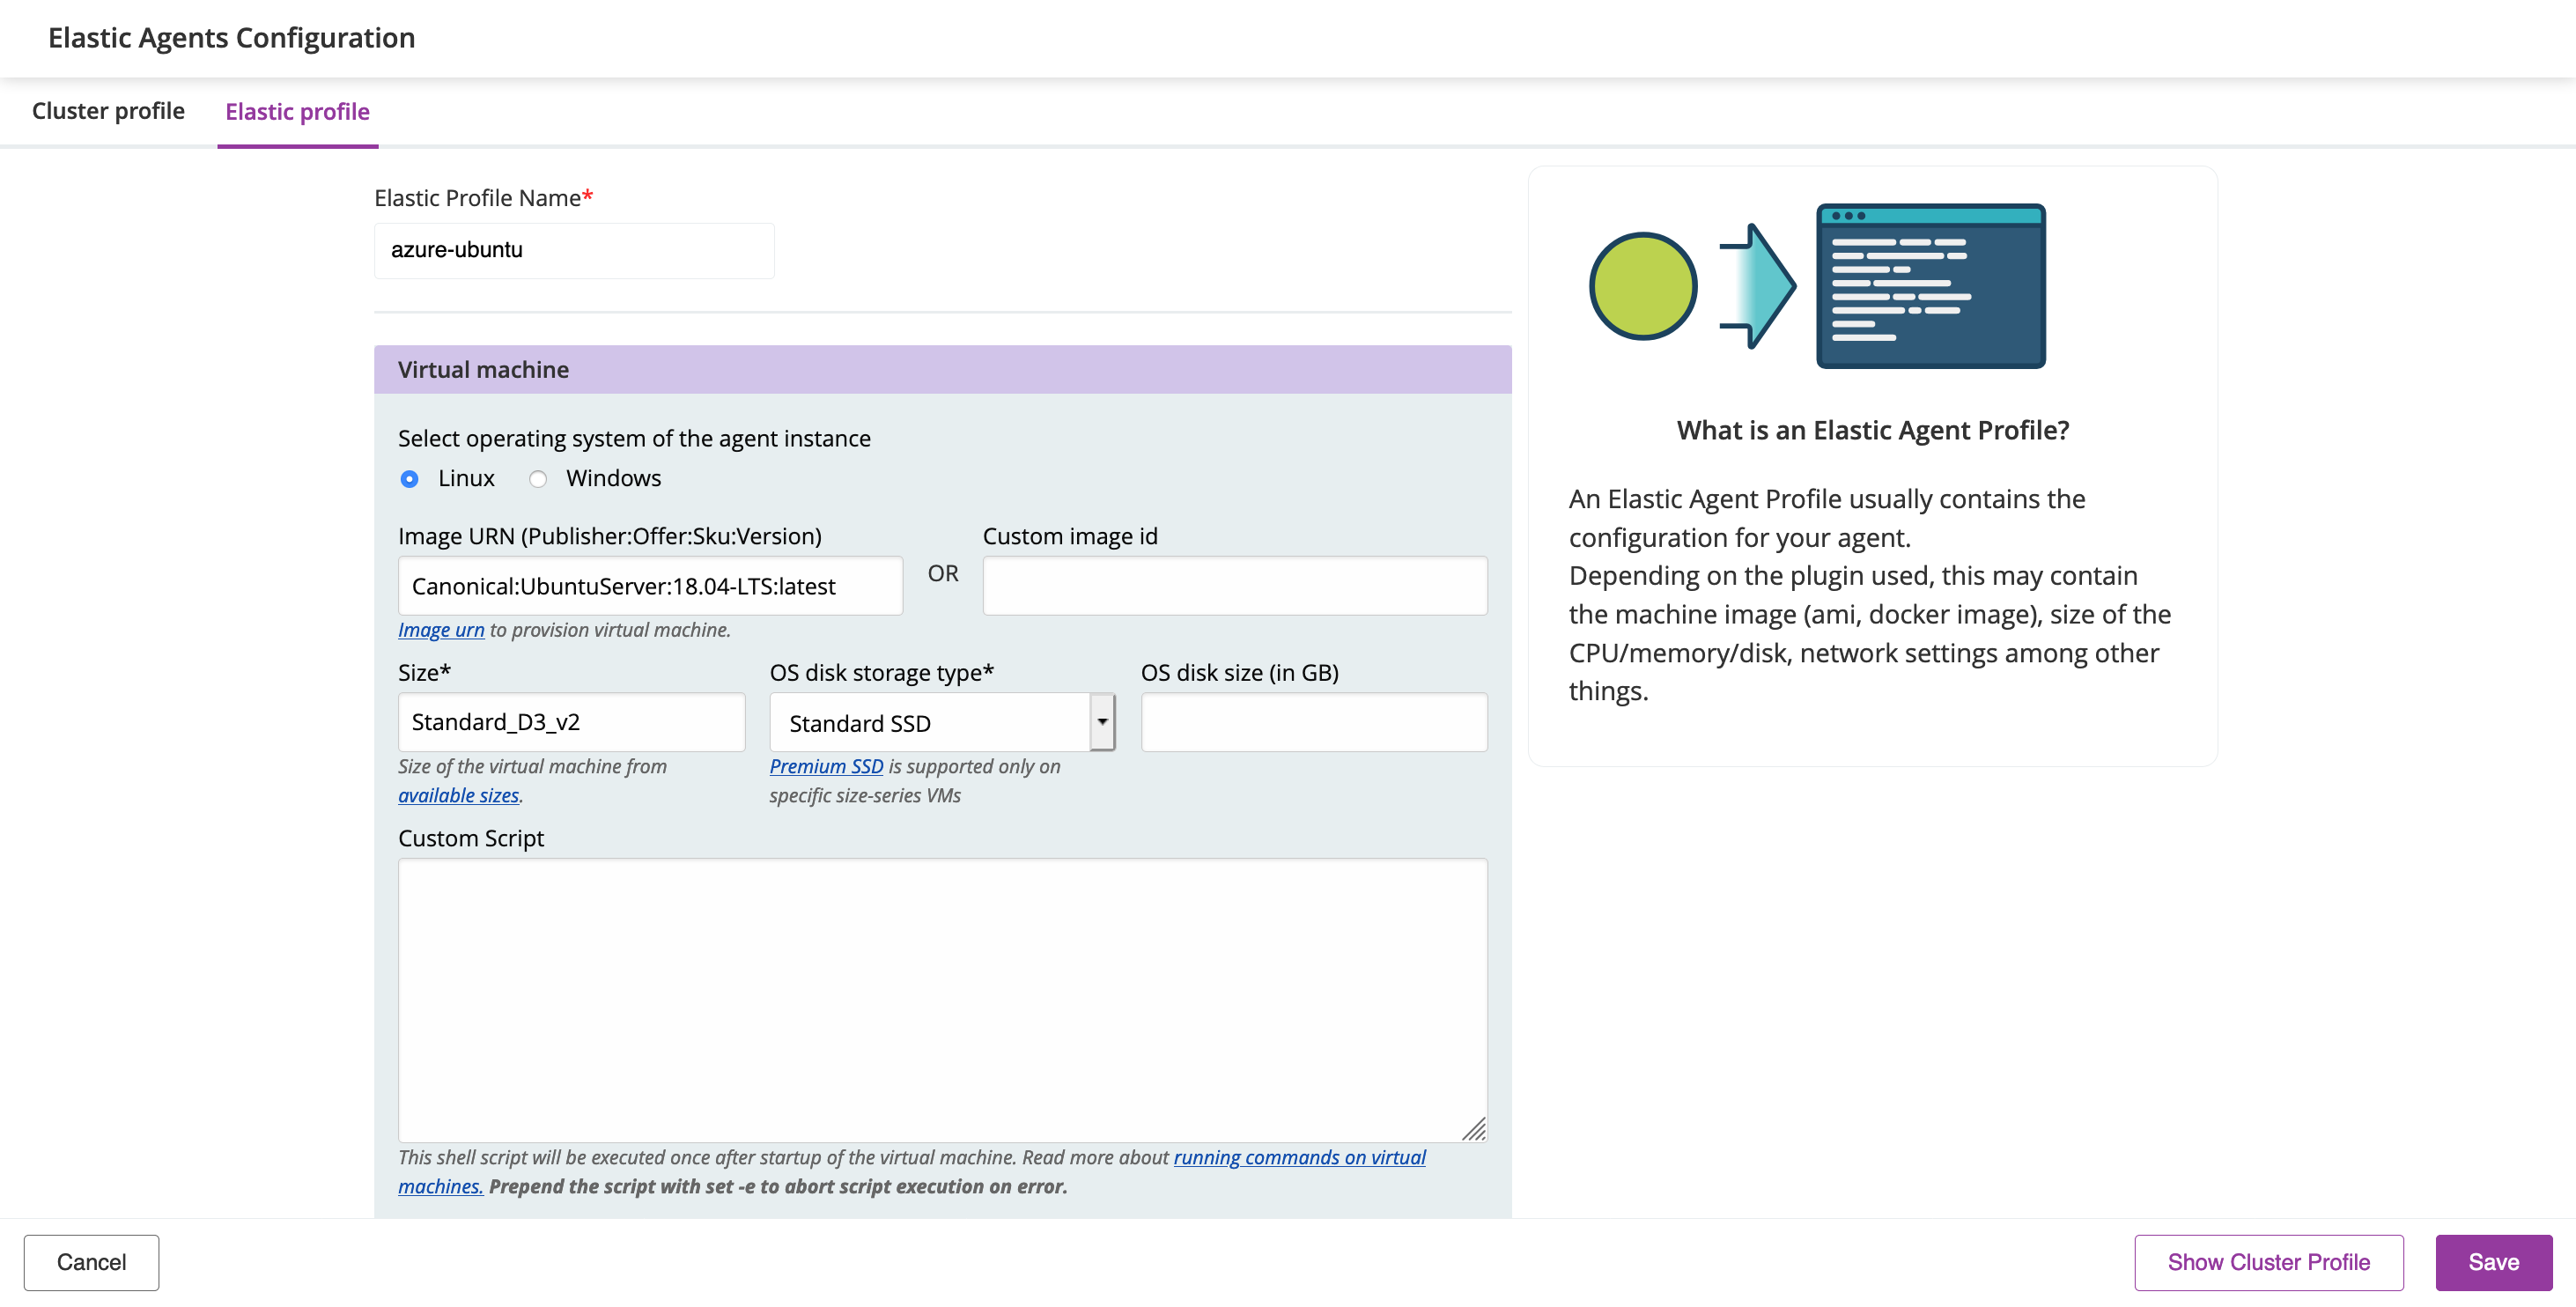 Elastic Agents Configuration
Cluster profile
Elastic profile
Elastic Profile Name*
azure-ubuntu
Virtual machine
Select operating system of the agent instance
Linux
Windows
Image URN (Publisher:Offer:Sku:Version)
Canonical:UbuntuServer:18.04-LTS:latest
Image urn to provision virtual machine.
OR
Custom image id
Size*
Standard_D3_v2
Size of the virtual machine from
available sizes.
OS disk storage type*
Standard SSD
Premium SSD is supported only on
specific size-series VMs
OS disk size (in GB)
Custom Script
This shell script will be executed once after startup of the virtual machine. Read more about running commands on virtual
machines. Prepend the script with set -e to abort script execution on error.
What is an Elastic Agent Profile?
An Elastic Agent Profile usually contains the
configuration for your agent.
Depending on the plugin used, this may contain
the machine image (ami, docker image), size of the
CPU/memory/disk, network settings among other
things.
Cancel
Show Cluster Profile
Save